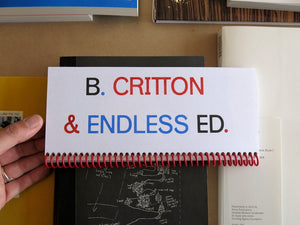 B. CRITTON
& ENDLESS ED.